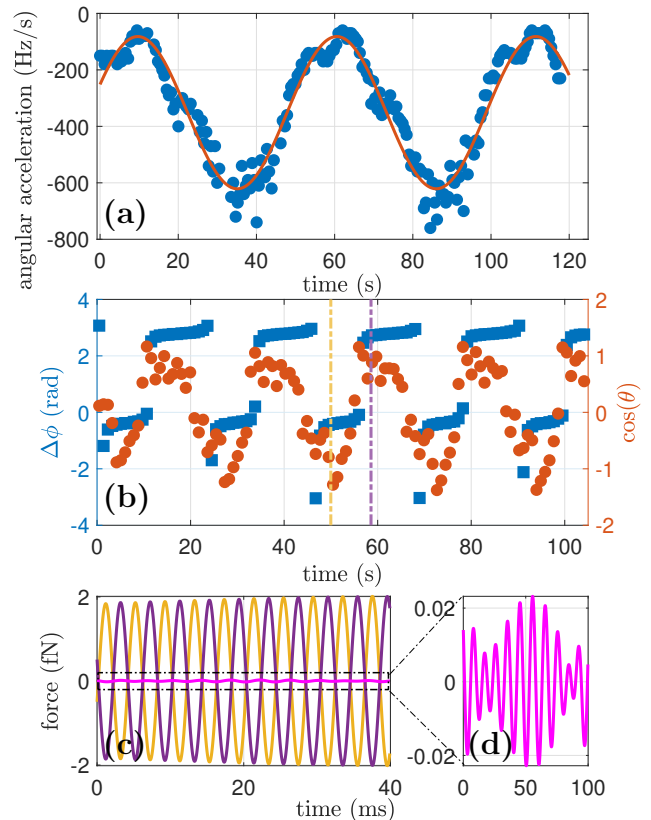 0
-200
-400
-600
-800
angular acceleration (Hz/s)
(a)
0 20 40 60 80 100 120
time (s)
4
2
0
-2
-4
Δϕ (rad)
2
1
0
-1
-2
cos(θ)
(b)
0 20 40 60 80 100
time (s)
2
0
-2
force (fN)
(c)
0 20 40
time (ms)
0.02
0
-0.02
(d)
0 100
time (ms)